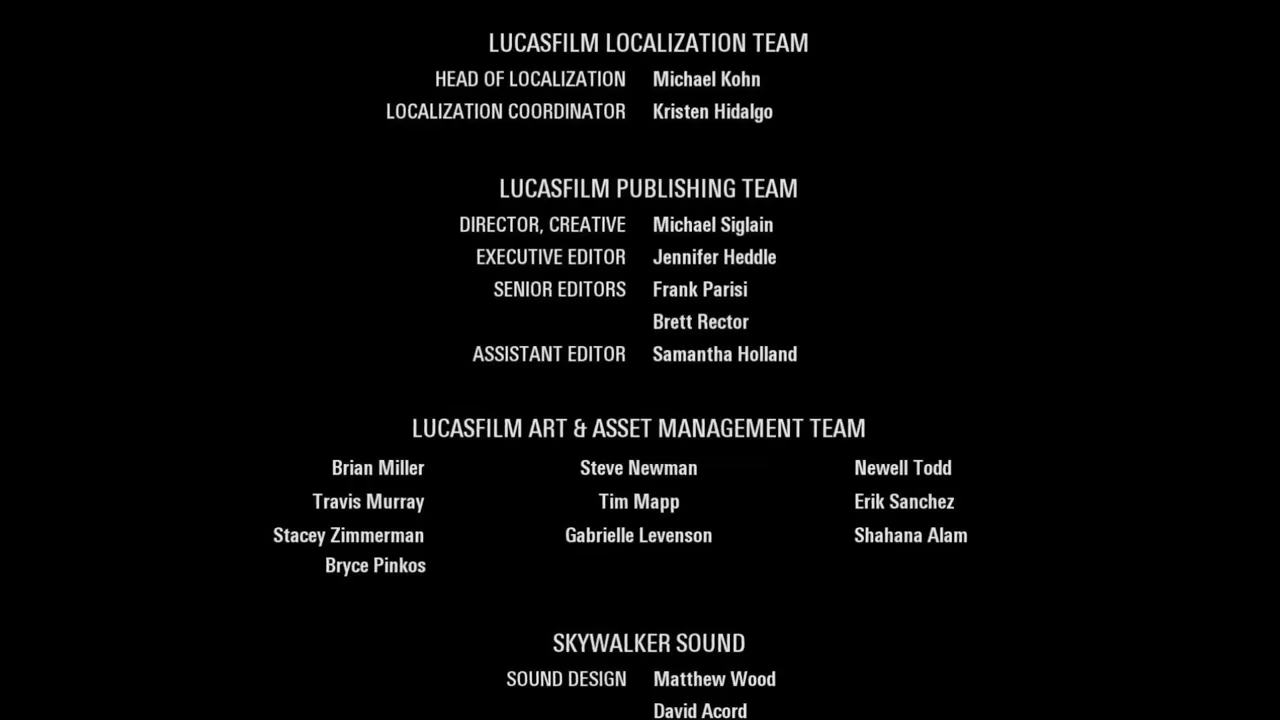 LUCASFILM LOCALIZATION TEAM
HEAD OF LOCALIZATION Michael Kohn
LOCALIZATION COORDINATOR Kristen Hidalgo
LUCASFILM PUBLISHING TEAM
DIRECTOR, CREATIVE Michael Siglain
EXECUTIVE EDITOR Jennifer Heddle
SENIOR EDITORS Frank Parisi
Brett Rector
ASSISTANT EDITOR Samantha Holland
LUCASFILM ART & ASSET MANAGEMENT TEAM
Brian Miller Steve Newman Newell Todd
Travis Murray Tim Mapp Erik Sanchez
Stacey Zimmerman Gabrielle Levenson Shahana Alam
Bryce Pinkos
SKYWALKER SOUND
SOUND DESIGN Matthew Wood
David Acord